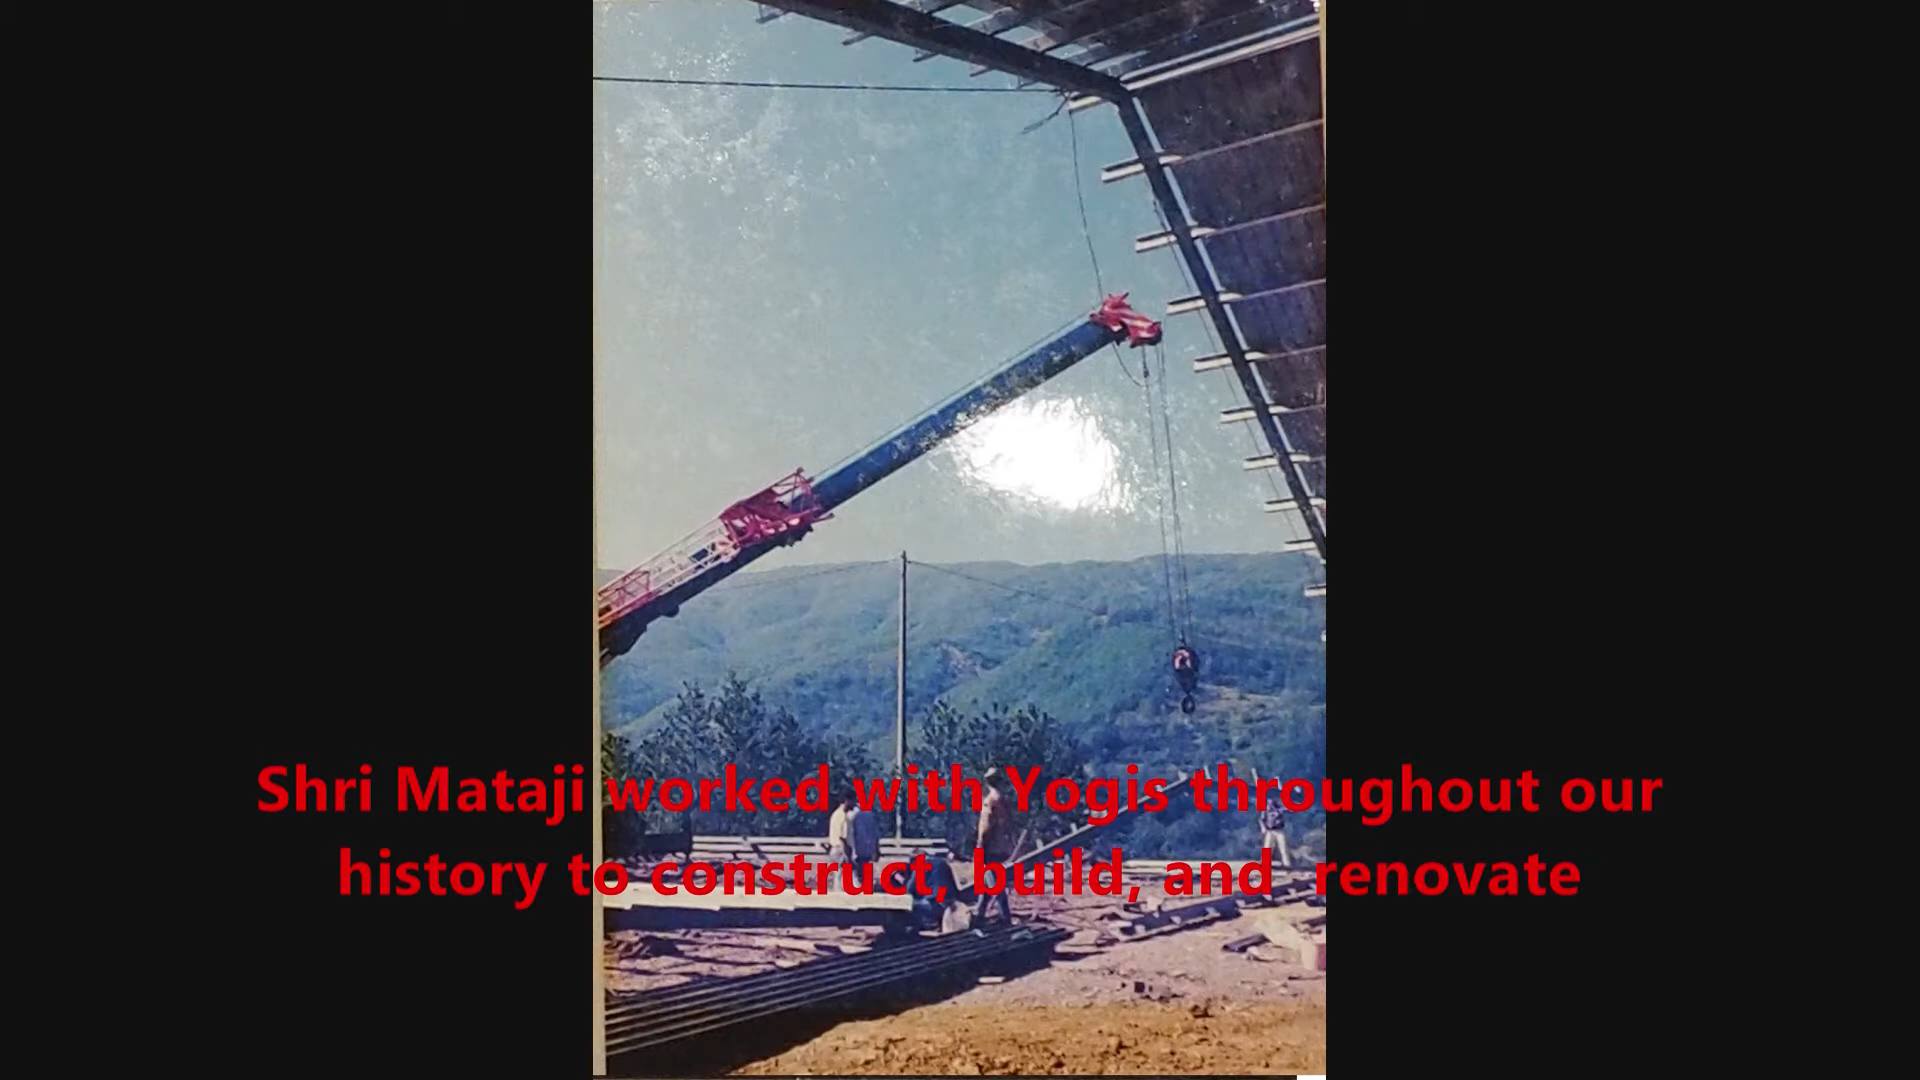 Shri Mataji worked with Yogis throughout our
history to construct, build, and  renovate